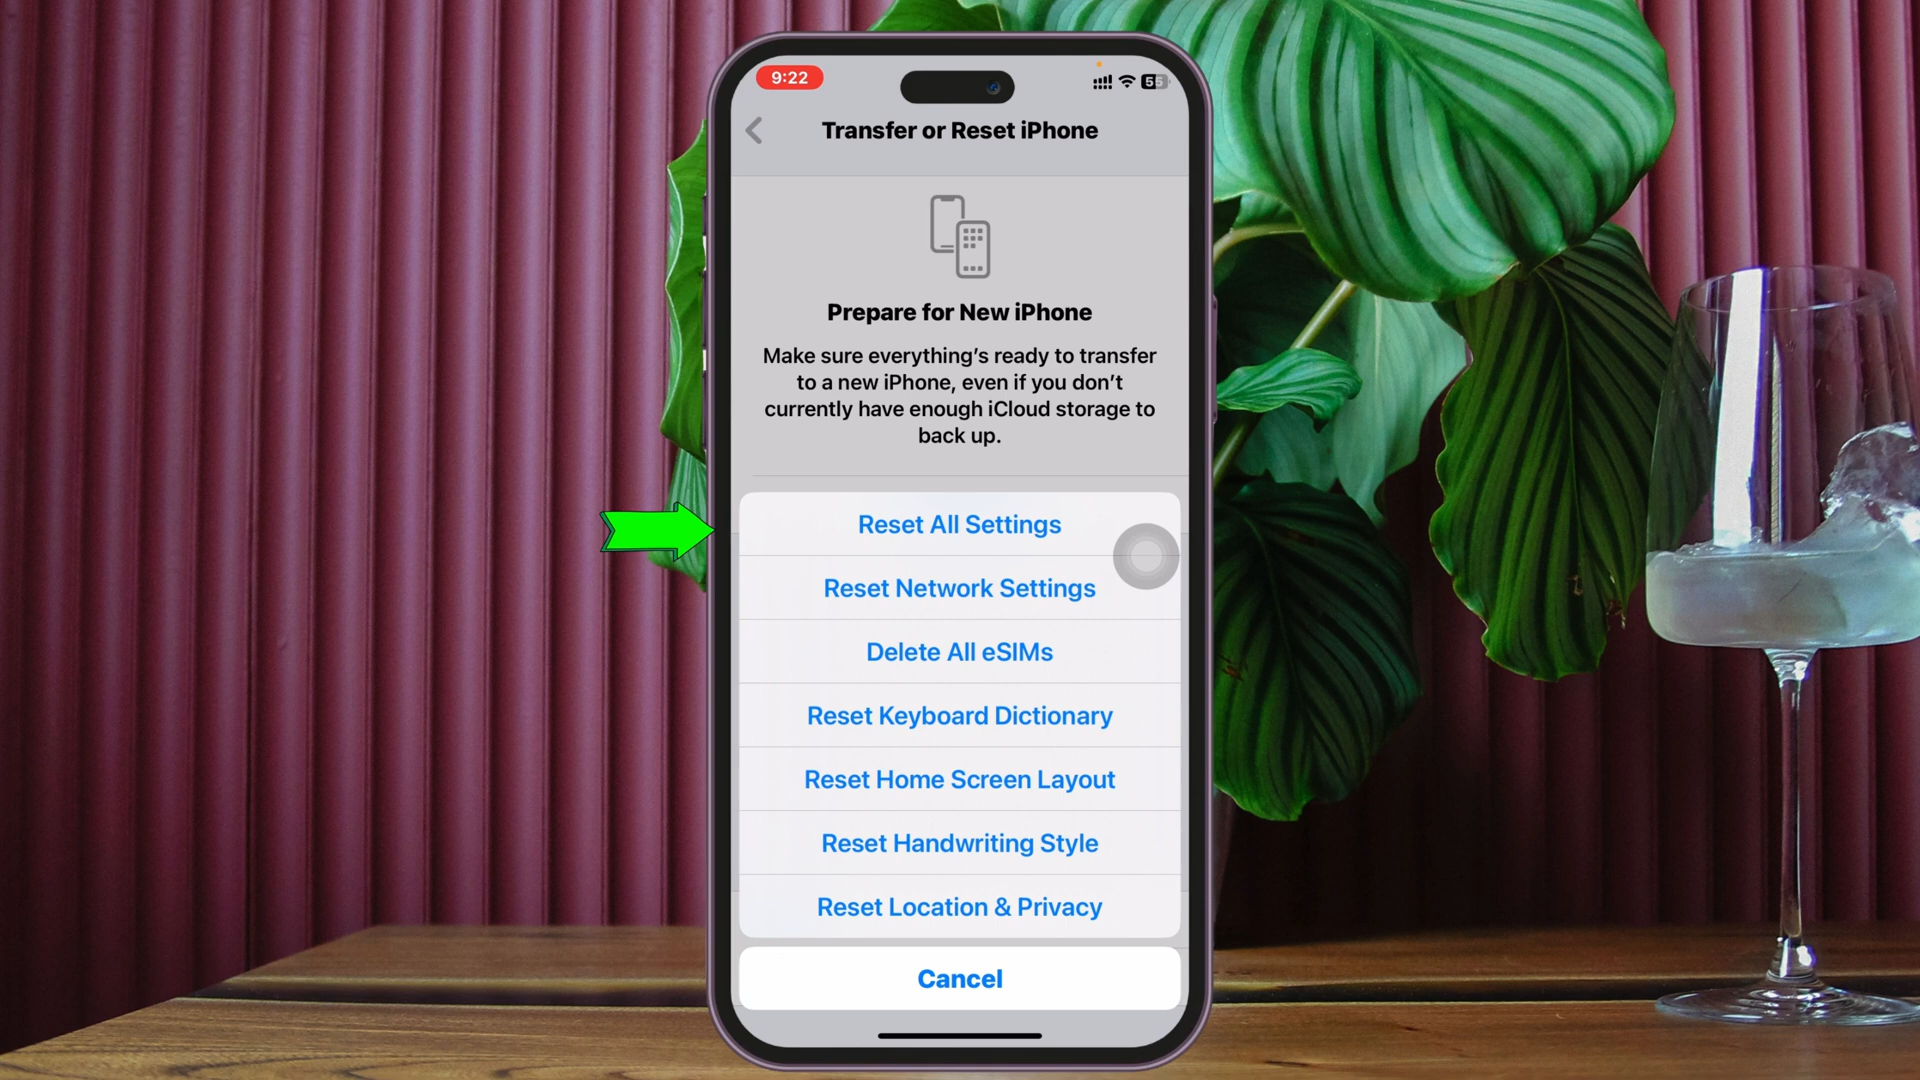 9:22
55
Transfer or Reset iPhone
Prepare for New iPhone
Make sure everything’s ready to transfer
to a new iPhone, even if you don’t
currently have enough iCloud storage to
back up.
Reset All Settings
Reset Network Settings
Delete All eSIMs
Reset Keyboard Dictionary
Reset Home Screen Layout
Reset Handwriting Style
Reset Location & Privacy
Cancel